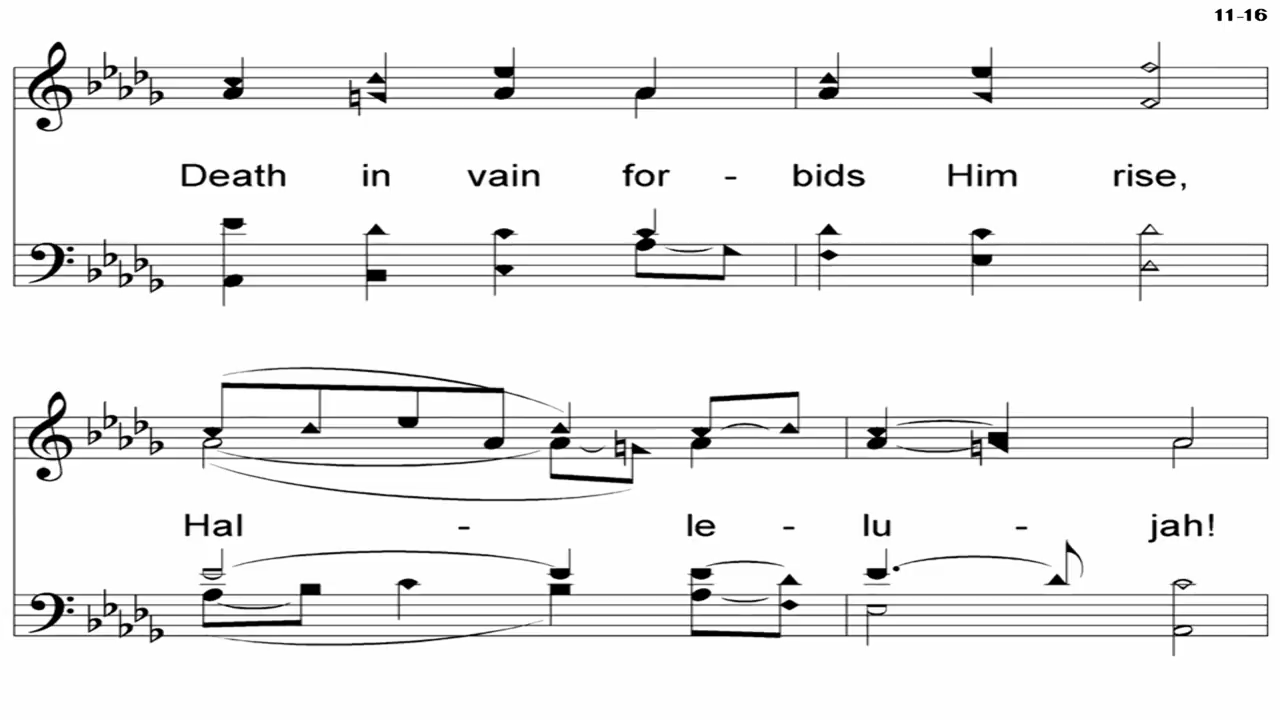 11-16
Death in vain for - bids Him rise,
Hal - le - lu - jah!